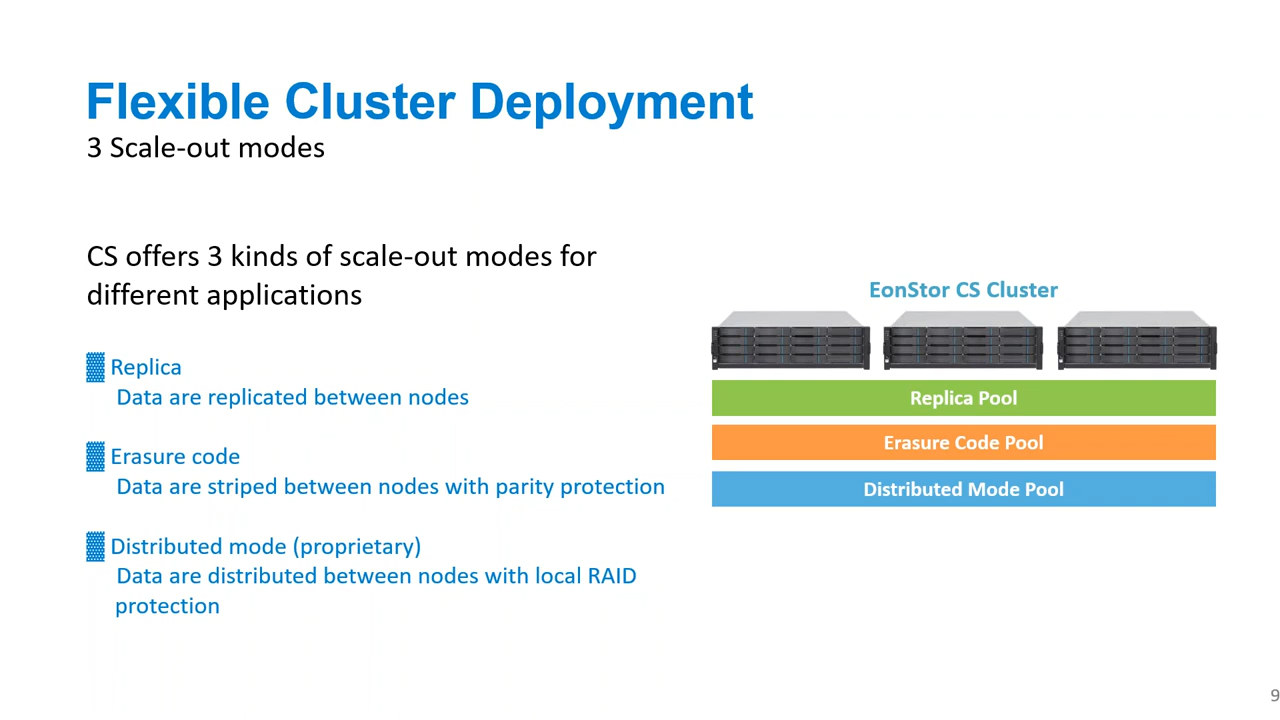 Flexible Cluster Deployment
3 Scale-out modes
CS offers 3 kinds of scale-out modes for
different applications
Replica
Data are replicated between nodes
Erasure code
Data are striped between nodes with parity protection
Distributed mode (proprietary)
Data are distributed between nodes with local RAID
protection
EonStor CS Cluster
Replica Pool
Erasure Code Pool
Distributed Mode Pool
9